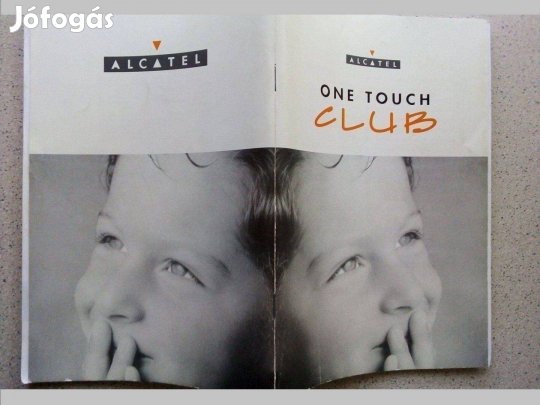 Jófogás
ALCATEL
ALCATEL
ONE TOUCH
CLUB